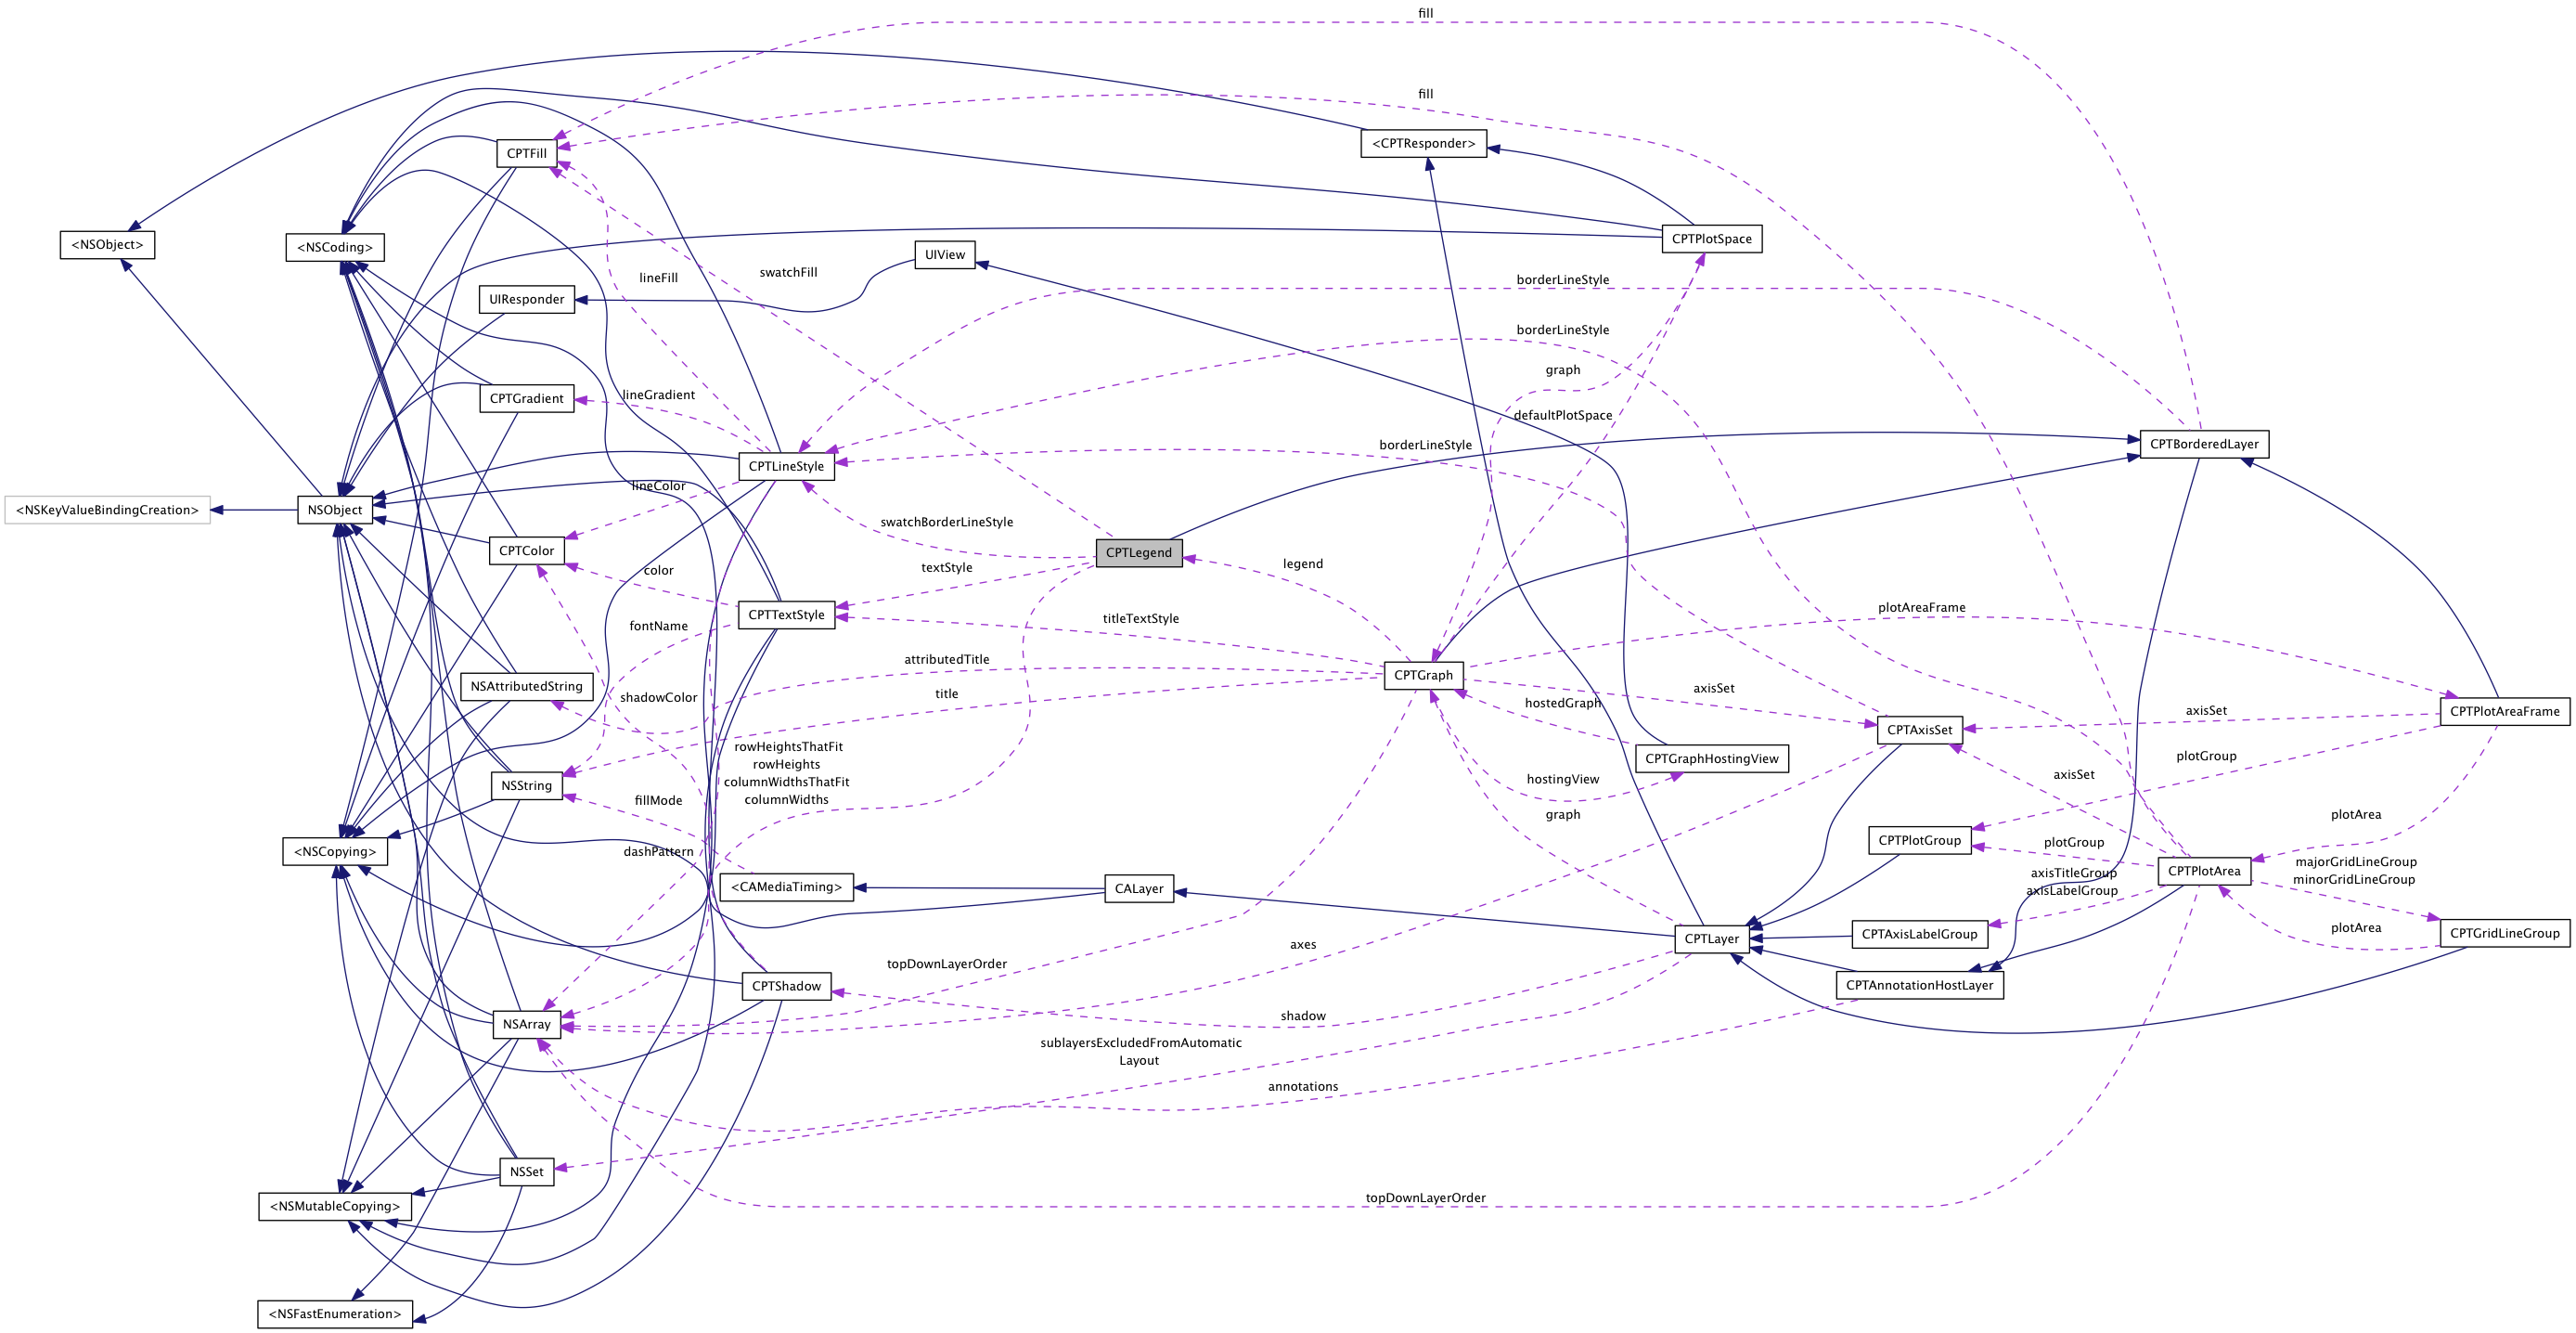 fill
fill
<CPTResponder>
CPTFill
<NSObject>
<NSCoding>
CPTPlotSpace
UIView
swatchFill
lineFill
borderLineStyle
UIResponder
borderLineStyle
graph
CPTGradient
lineGradient
defaultPlotSpace
borderLineStyle
CPTBorderedLayer
CPTLineStyle
lineColor
<NSKeyValueBindingCreation>
NSObject
swatchBorderLineStyle
CPTColor
CPTLegend
color
textStyle
legend
plotAreaFrame
CPTTextStyle
titleTextStyle
fontName
attributedTitle
CPTGraph
NSAttributedString
shadowColor
title
axisSet
hostedGraph
axisSet
CPTPlotAreaFrame
CPTAxisSet
rowHeightsThatFit
rowHeights
columnWidthsThatFit
columnWidths
CPTGraphHostingView
plotGroup
axisSet
hostingView
NSString
fillMode
graph
plotArea
CPTPlotGroup
plotGroup
<NSCopying>
dashPattern
majorGridLineGroup
minorGridLineGroup
CPTPlotArea
axisTitleGroup
axisLabelGroup
<CAMediaTiming>
CALayer
plotArea
CPTAxisLabelGroup
CPTGridLineGroup
CPTLayer
axes
topDownLayerOrder
CPTShadow
CPTAnnotationHostLayer
shadow
NSArray
sublayersExcludedFromAutomatic
Layout
annotations
NSSet
topDownLayerOrder
<NSMutableCopying>
<NSFastEnumeration>